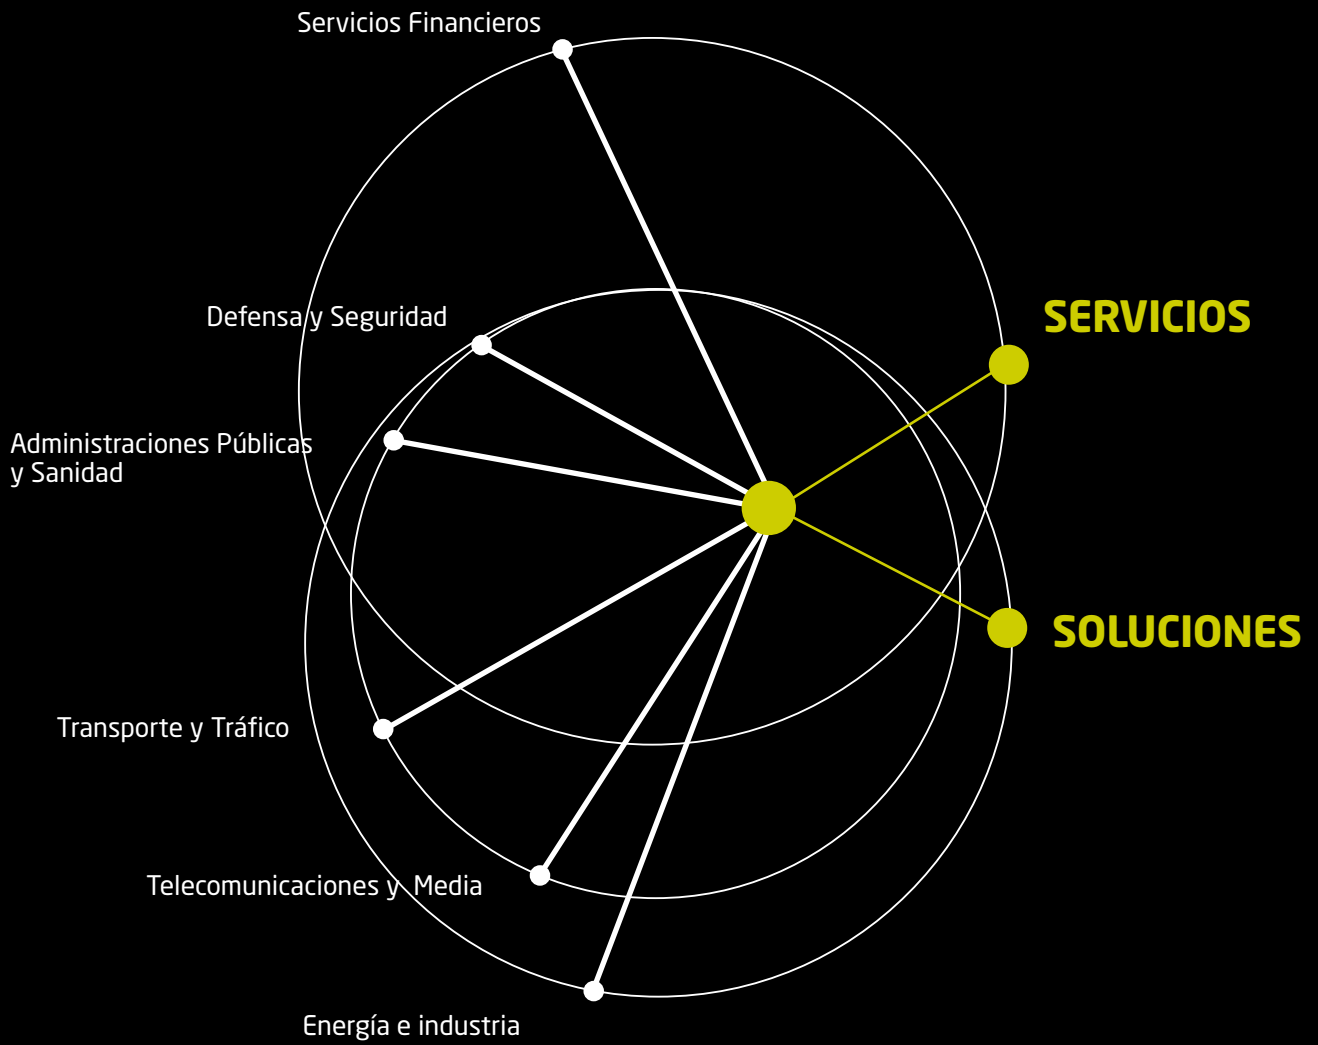 Servicios Financieros
Defensa y Seguridad
SERVICIOS
Administraciones Públicas
y Sanidad
SOLUCIONES
Transporte y Tráfico
Telecomunicaciones y Media
Energía e industria